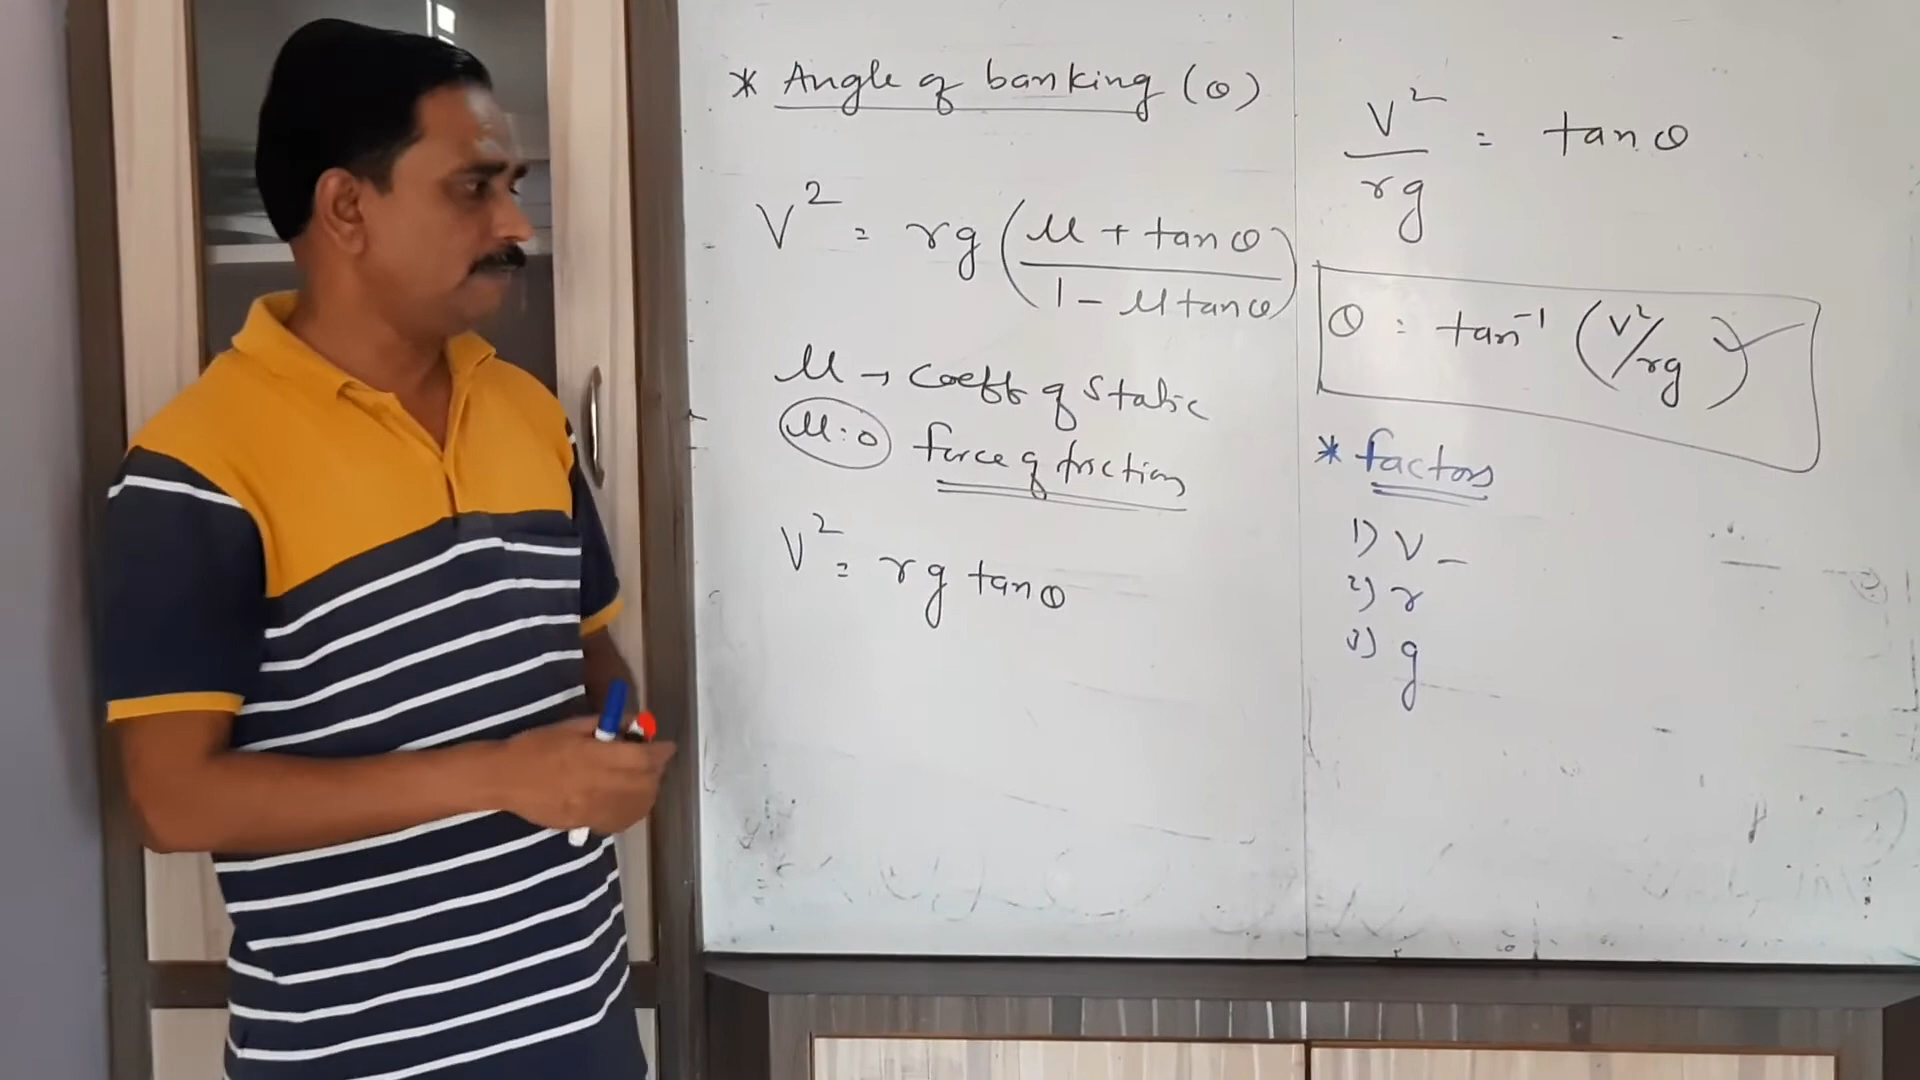 * Angle of banking (θ)
V² = rg (μ + tanθ / 1 - μ tanθ)
μ → Coeff of static
μ = 0 force of friction
V² = rg tanθ
V²/rg = tanθ
θ = tan⁻¹ (V²/rg)
* factors
1) V -
2) r
3) g